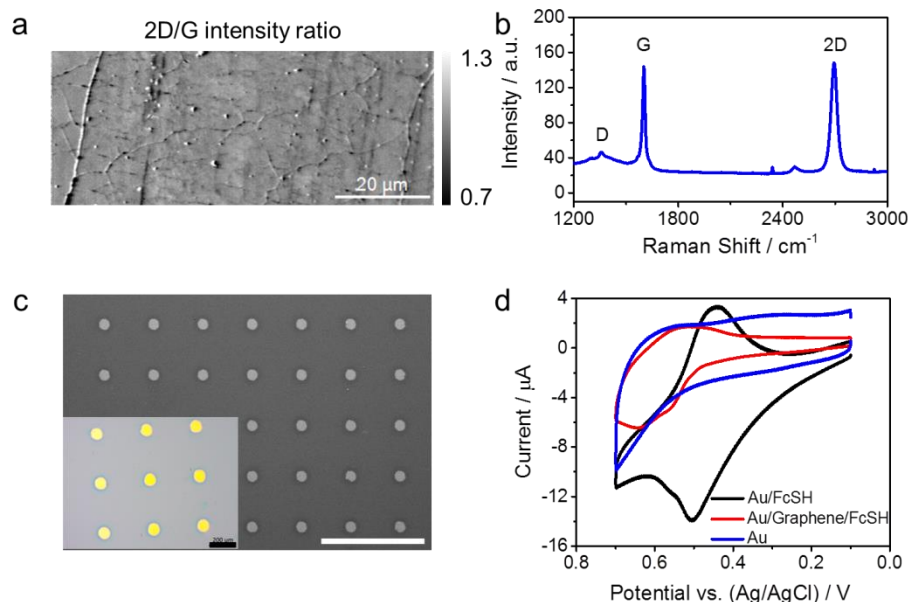 a
2D/G intensity ratio
1.3
0.7
20 μm
b
Intensity / a.u.
200
160
120
80
40
0
D
G
2D
1200
1800
2400
3000
Raman Shift / cm⁻¹
c
200 μm
d
Current / μA
4
0
-4
-8
-12
-16
Au/FcSH
Au/Graphene/FcSH
Au
0.8
0.6
0.4
0.2
0.0
Potential vs. (Ag/AgCl) / V